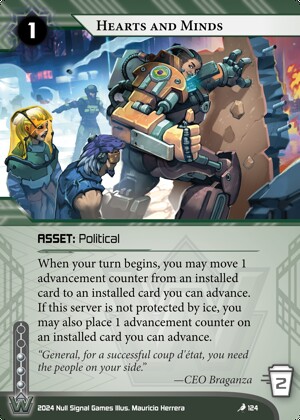 1
HEARTS AND MINDS
ASSET: Political
When your turn begins, you may move 1
advancement counter from an installed
card to an installed card you can advance.
If this server is not protected by ice, you
may also place 1 advancement counter on
an installed card you can advance.
"General, for a successful coup d'état, you need
the people on your side."
—CEO Braganza
2
2024 Null Signal Games Illus. Mauricio Herrera
124